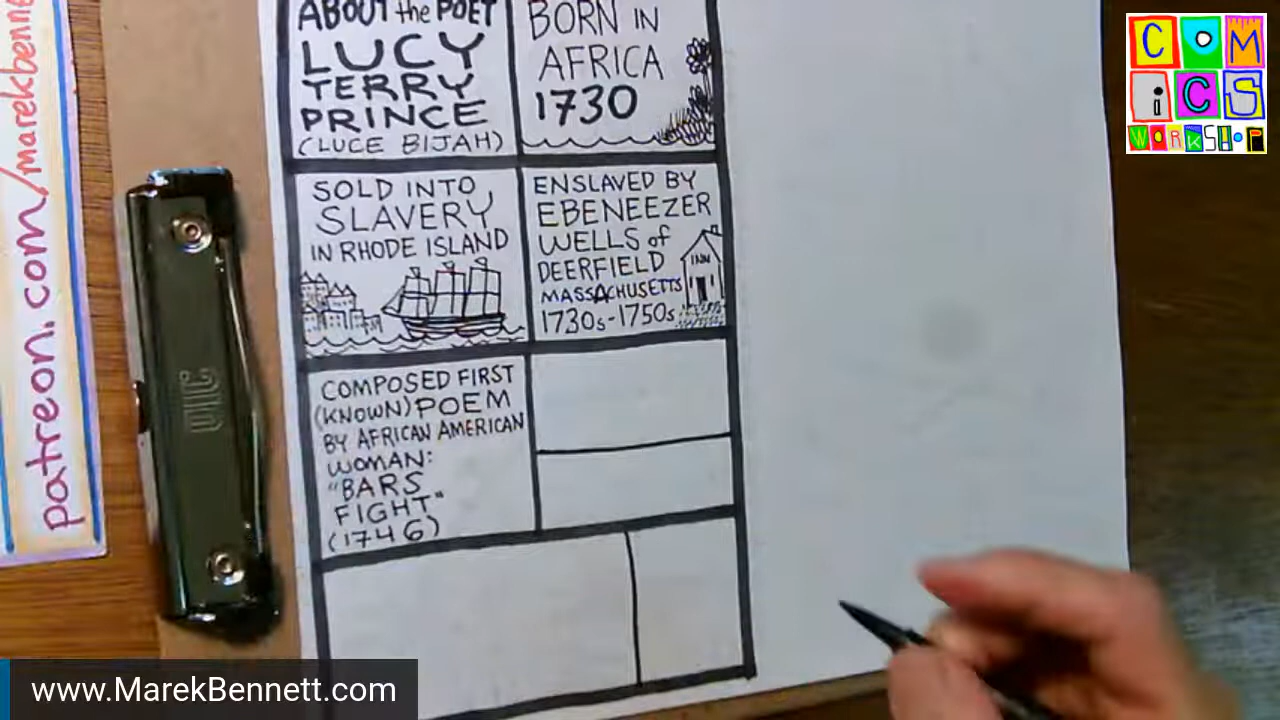 ABOUT the POET
LUCY
TERRY
PRINCE
(LUCE BIJAH)
BORN IN
AFRICA
1730
SOLD INTO
SLAVERY
IN RHODE ISLAND
ENSLAVED BY
EBENEEZER
WELLS of
DEERFIELD
MASSACHUSETTS
1730s-1750s
INN
COMPOSED FIRST
(KNOWN) POEM
BY AFRICAN AMERICAN
WOMAN:
"BARS
FIGHT"
(1746)
patreon.com/marekbenne
COM
iCS
WORKSHOP
www.MarekBennett.com